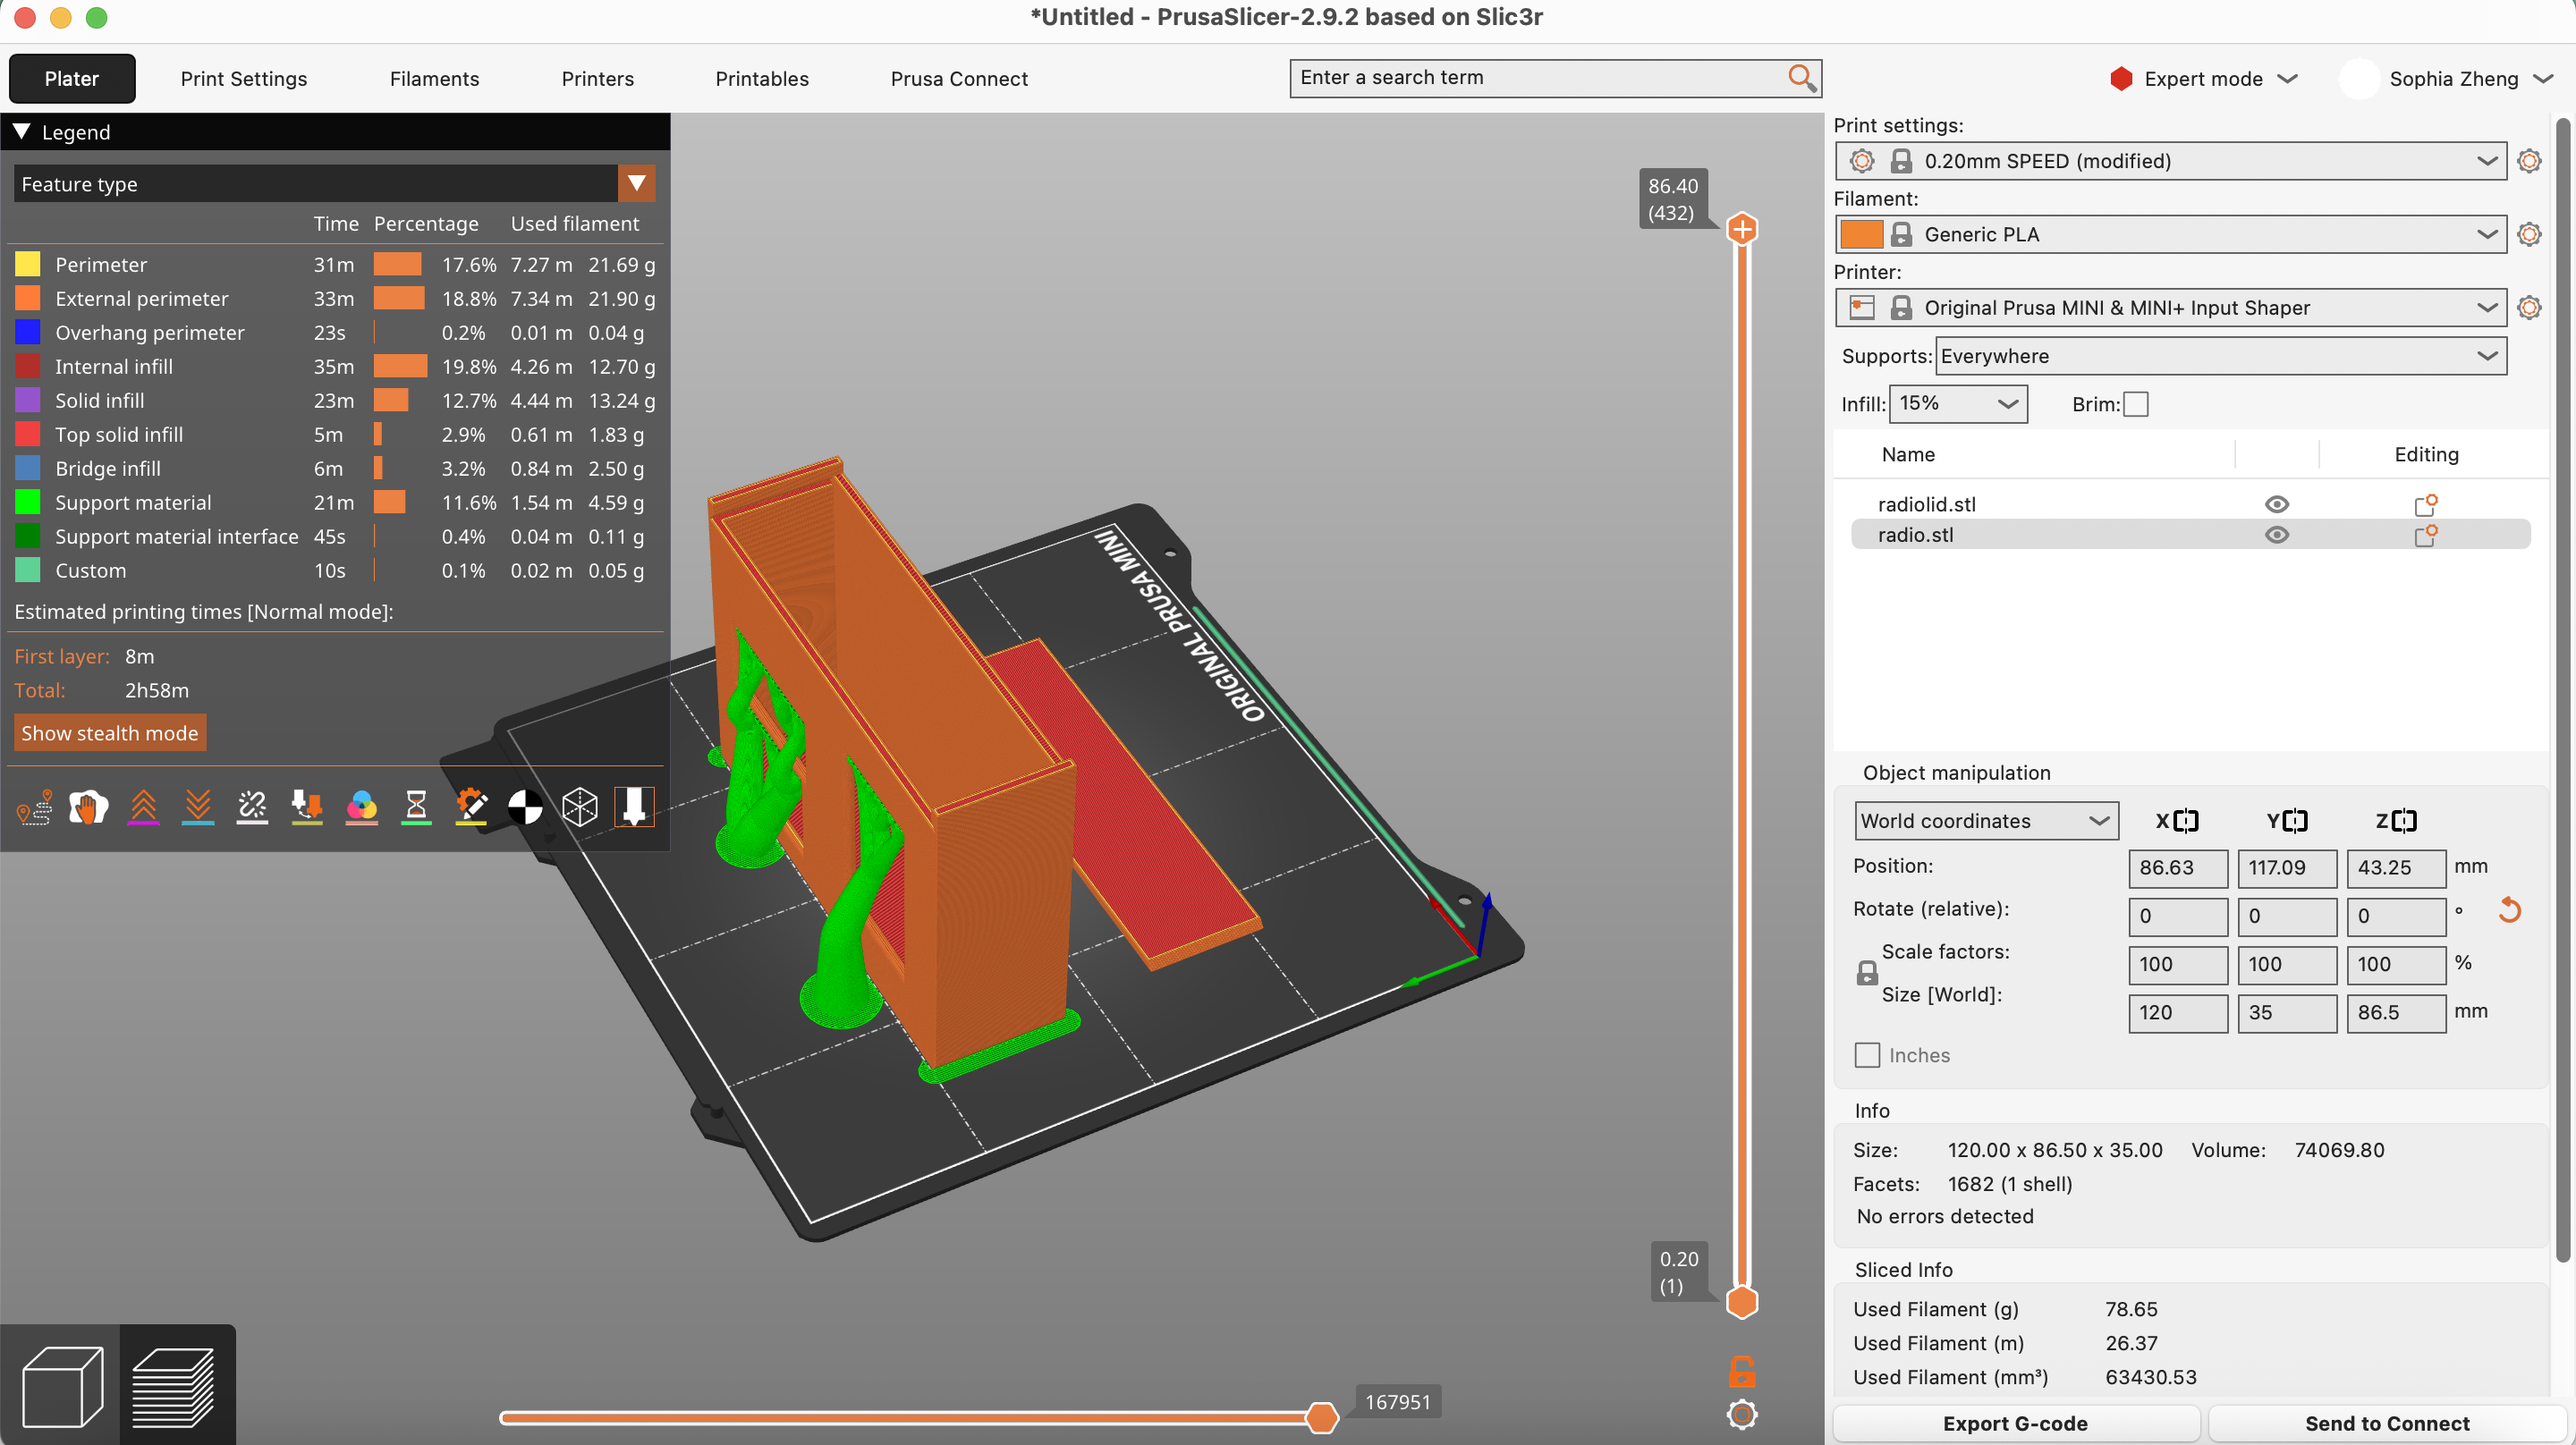 *Untitled - PrusaSlicer-2.9.2 based on Slic3r
Plater Print Settings Filaments Printers Printables Prusa Connect Enter a search term Expert mode Sophia Zheng
Legend
Feature type
Time Percentage Used filament
Perimeter 31m 17.6% 7.27 m 21.69 g
External perimeter 33m 18.8% 7.34 m 21.90 g
Overhang perimeter 23s 0.2% 0.01 m 0.04 g
Internal infill 35m 19.8% 4.26 m 12.70 g
Solid infill 23m 12.7% 4.44 m 13.24 g
Top solid infill 5m 2.9% 0.61 m 1.83 g
Bridge infill 6m 3.2% 0.84 m 2.50 g
Support material 21m 11.6% 1.54 m 4.59 g
Support material interface 45s 0.4% 0.04 m 0.11 g
Custom 10s 0.1% 0.02 m 0.05 g
Estimated printing times [Normal mode]:
First layer: 8m
Total: 2h58m
Show stealth mode
86.40
(432)
ORIGINAL PRUSA MINI
0.20
(1)
167951
Print settings:
0.20mm SPEED (modified)
Filament:
Generic PLA
Printer:
Original Prusa MINI & MINI+ Input Shaper
Supports: Everywhere
Infill: 15% Brim:
Name Editing
radiolid.stl
radio.stl
Object manipulation
World coordinates X Y Z
Position: 86.63 117.09 43.25 mm
Rotate (relative): 0 0 0 °
Scale factors: 100 100 100 %
Size [World]: 120 35 86.5 mm
Inches
Info
Size: 120.00 x 86.50 x 35.00 Volume: 74069.80
Facets: 1682 (1 shell)
No errors detected
Sliced Info
Used Filament (g) 78.65
Used Filament (m) 26.37
Used Filament (mm³) 63430.53
Export G-code Send to Connect